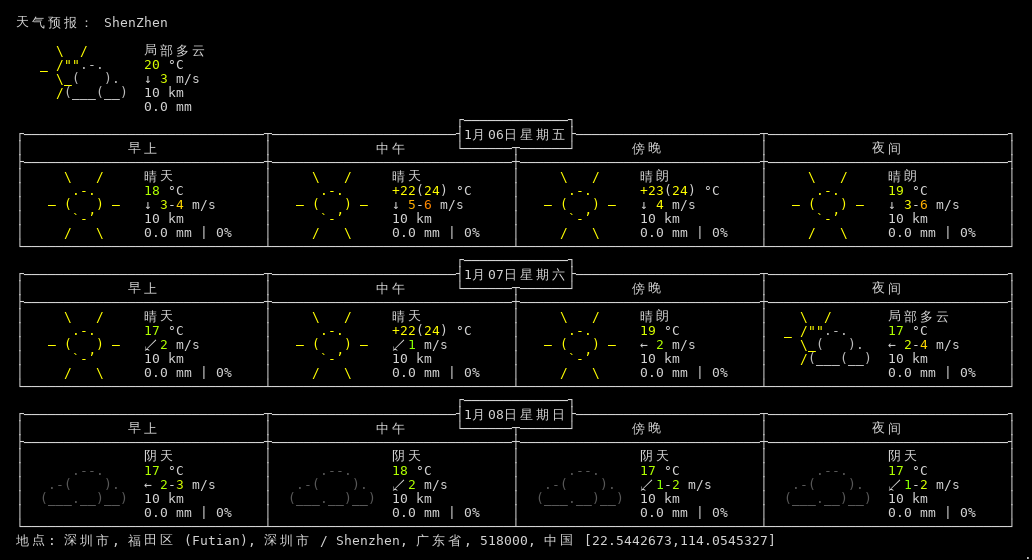 天气预报： ShenZhen
局部多云
20 °C
↓ 3 m/s
10 km
0.0 mm
1月06日星期五
早上 中午 傍晚 夜间
晴天 晴天 晴朗 晴朗
18 °C +22(24) °C +23(24) °C 19 °C
↓ 3-4 m/s ↓ 5-6 m/s ↓ 4 m/s ↓ 3-6 m/s
10 km 10 km 10 km 10 km
0.0 mm | 0% 0.0 mm | 0% 0.0 mm | 0% 0.0 mm | 0%
1月07日星期六
早上 中午 傍晚 夜间
晴天 晴天 晴朗 局部多云
17 °C +22(24) °C 19 °C 17 °C
↙ 2 m/s ↙ 1 m/s ← 2 m/s ← 2-4 m/s
10 km 10 km 10 km 10 km
0.0 mm | 0% 0.0 mm | 0% 0.0 mm | 0% 0.0 mm | 0%
1月08日星期日
早上 中午 傍晚 夜间
阴天 阴天 阴天 阴天
17 °C 18 °C 17 °C 17 °C
← 2-3 m/s ↙ 2 m/s ↙ 1-2 m/s ↙ 1-2 m/s
10 km 10 km 10 km 10 km
0.0 mm | 0% 0.0 mm | 0% 0.0 mm | 0% 0.0 mm | 0%
地点: 深圳市, 福田区 (Futian), 深圳市 / Shenzhen, 广东省, 518000, 中国 [22.5442673,114.0545327]